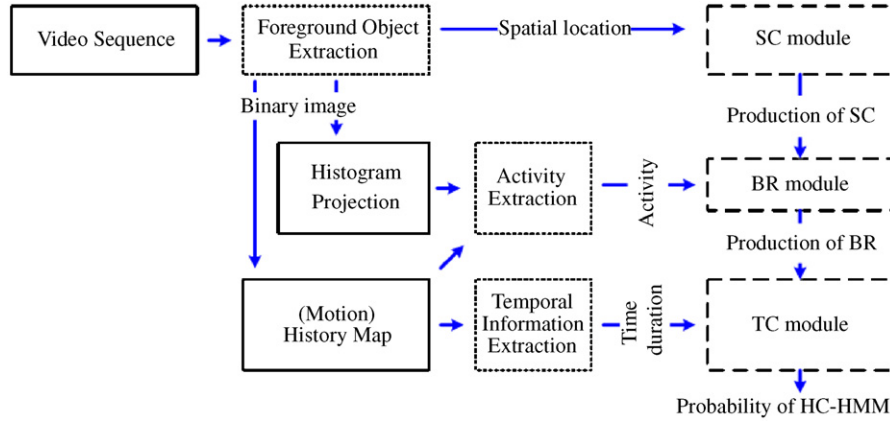 Video Sequence
Foreground Object
Extraction
Spatial location
SC module
Binary image
Production of SC
Histogram
Projection
Activity
Extraction
Activity
BR module
Production of BR
(Motion)
History Map
Temporal
Information
Extraction
Time
duration
TC module
Probability of HC-HMM